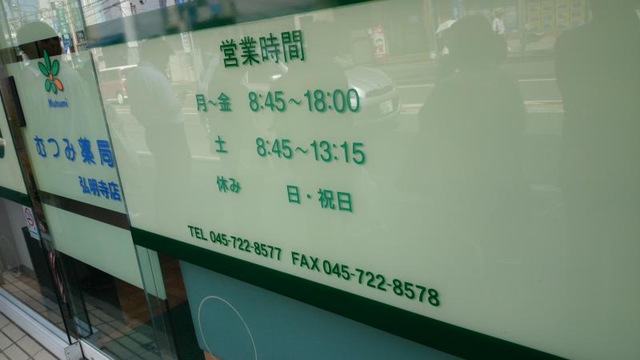 営業時間
月~金 8:45~18:00
土 8:45~13:15
休み 日・祝日
TEL 045-722-8577 FAX 045-722-8578
Mutsumi
むつみ薬局
弘明寺店